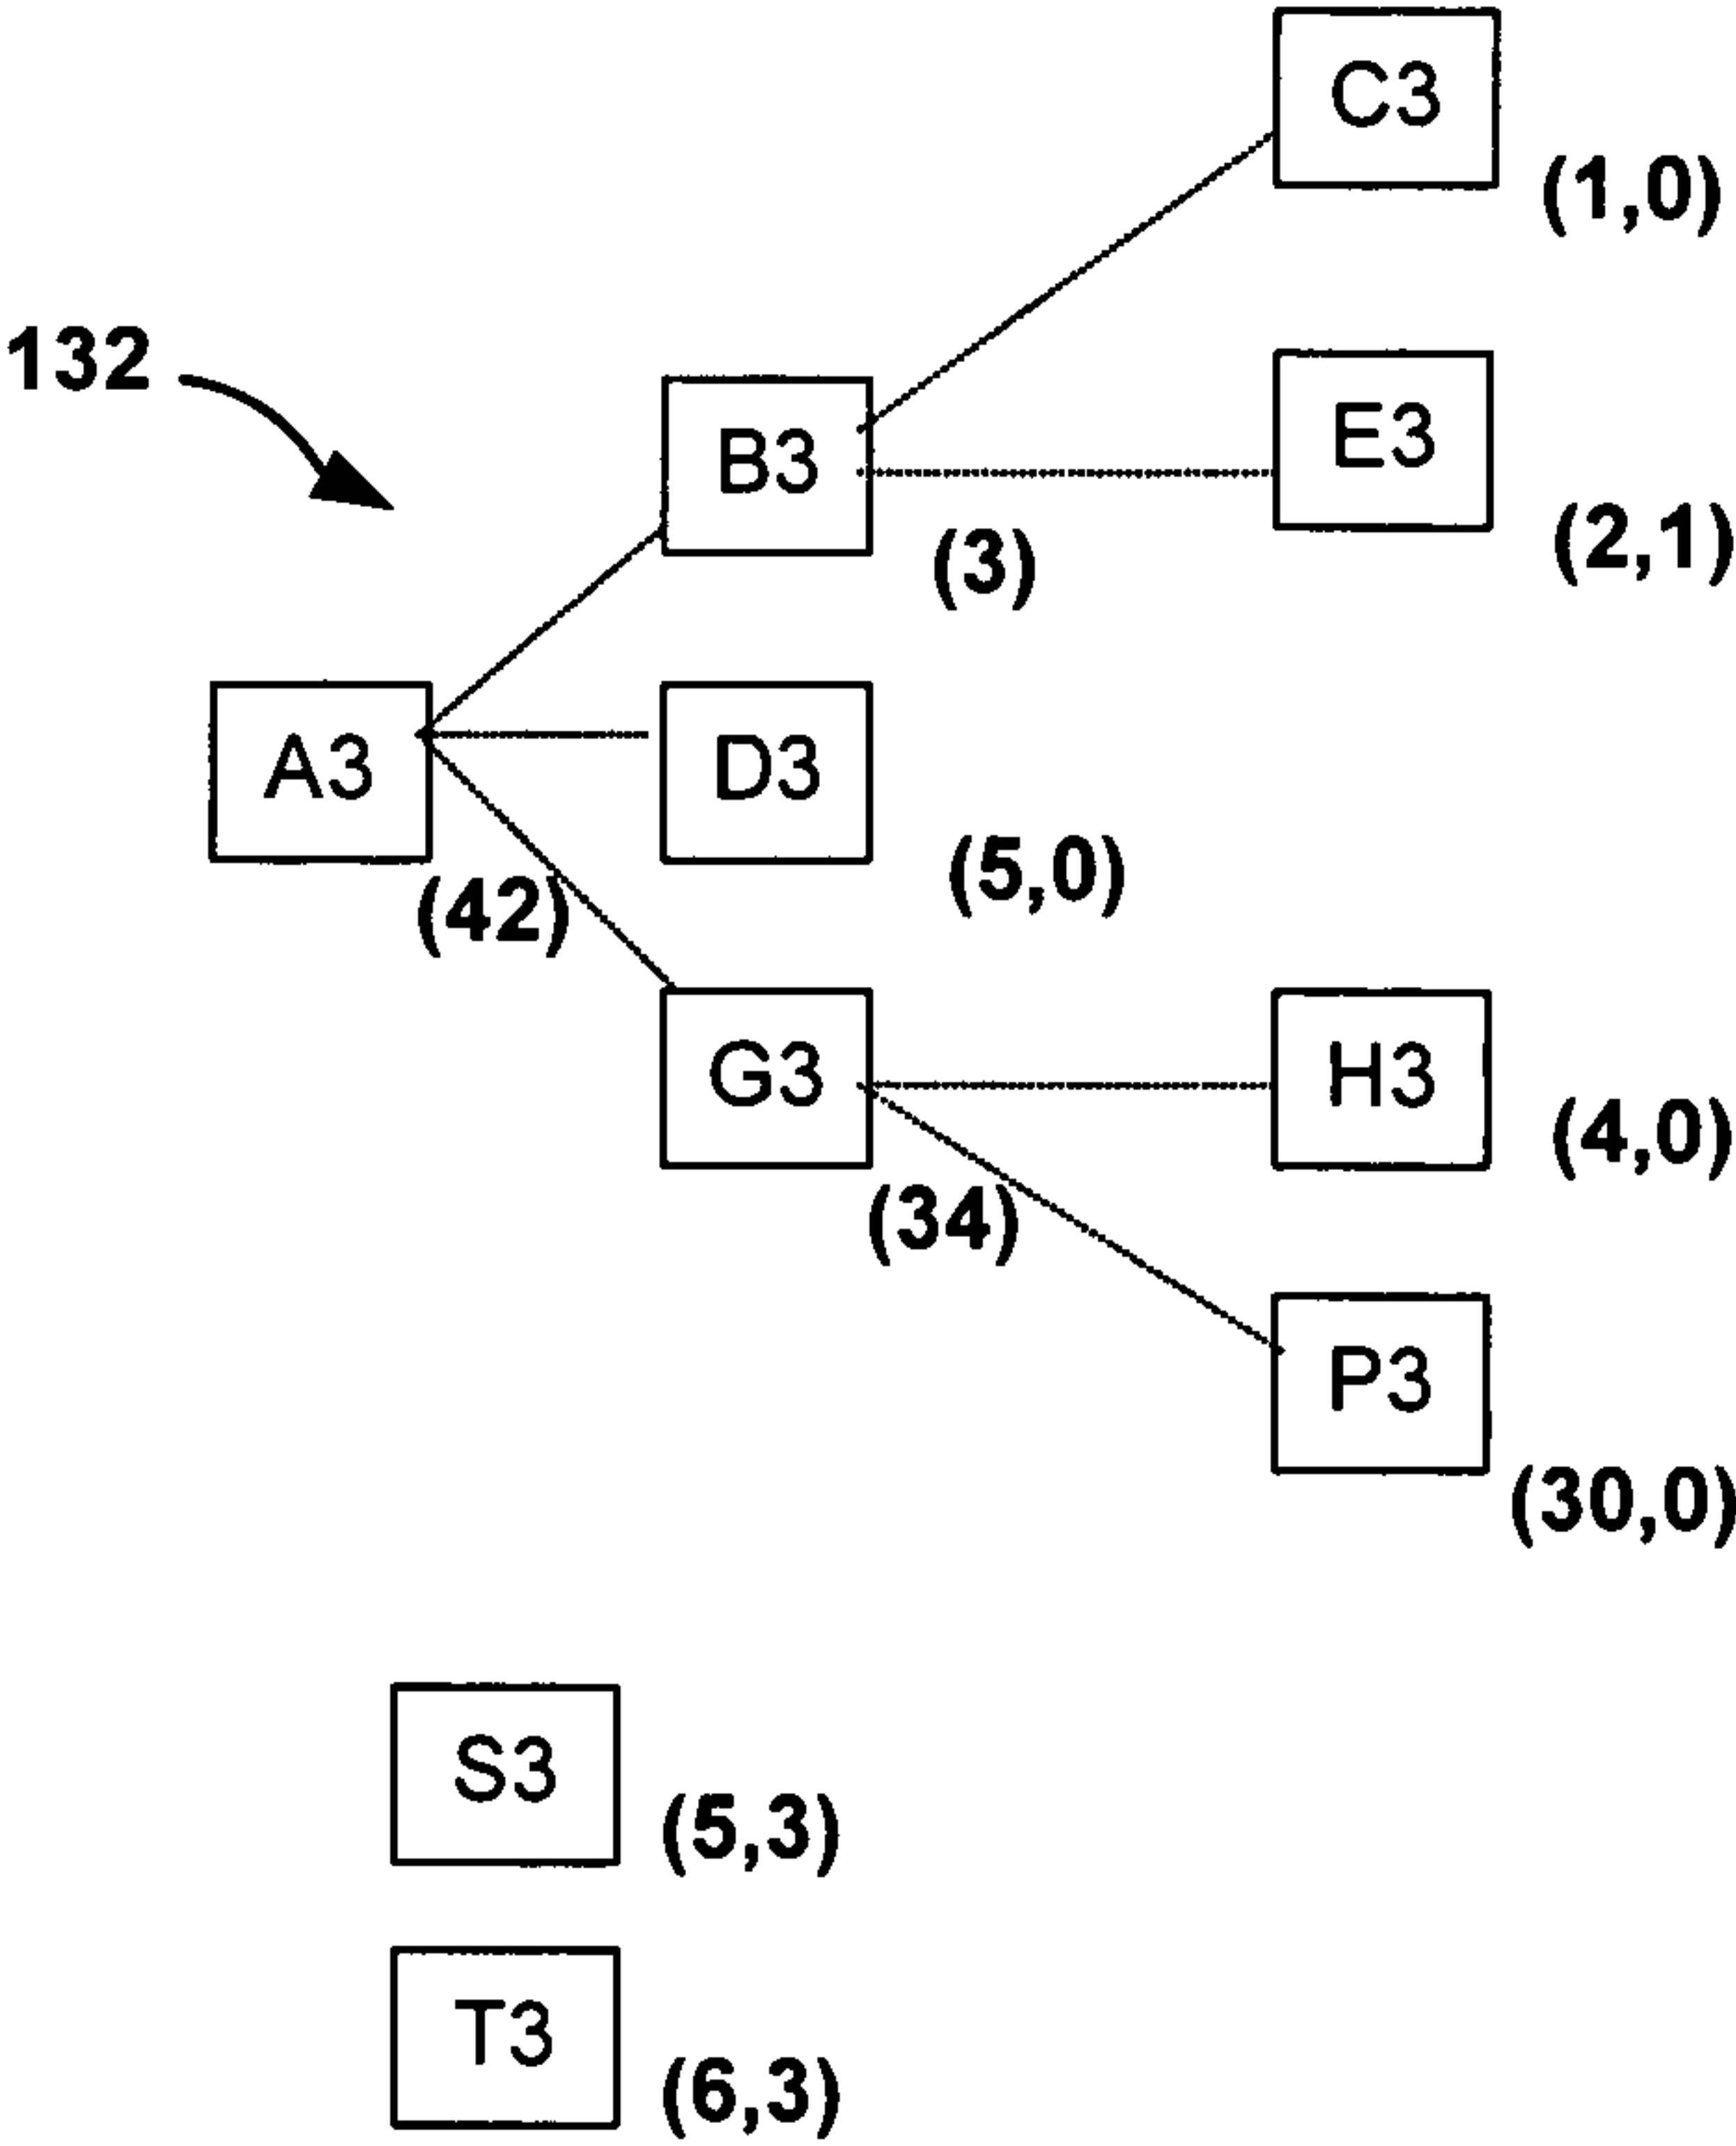 C3
(1,0)
132
E3
B3
(2,1)
(3)
A3
D3
(5,0)
(42)
G3
H3
(4,0)
(34)
P3
(30,0)
S3
(5,3)
T3
(6,3)